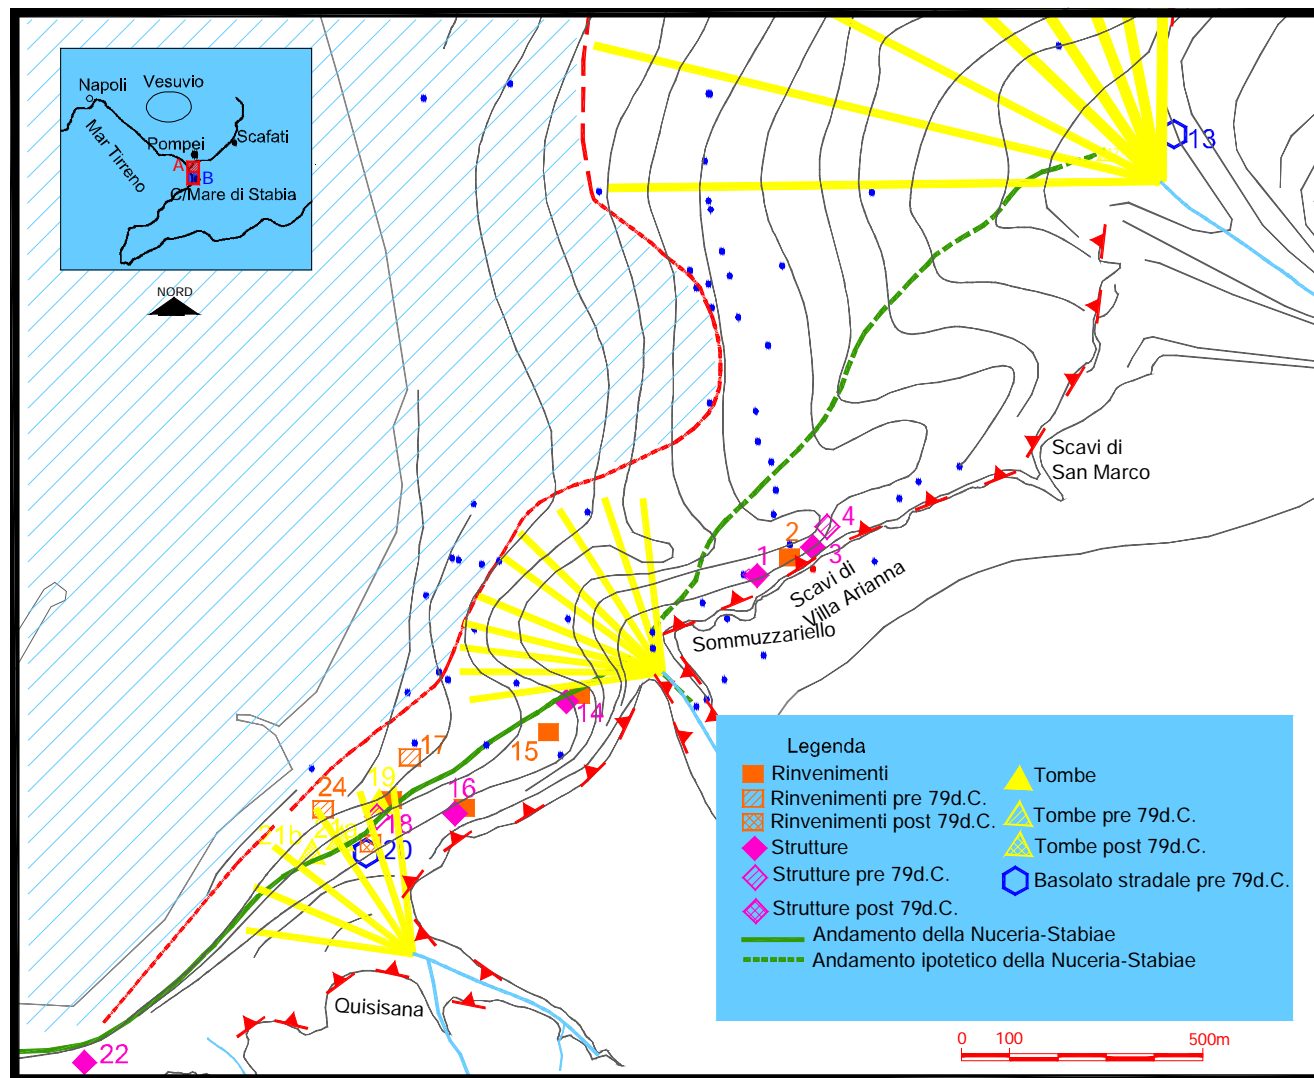 Napoli
Vesuvio
Mar Tirreno
Pompei
Scafati
A
B
C/Mare di Stabia
NORD
13
Scavi di
San Marco
4
2
3
1
Scavi di
Villa Arianna
Sommuzzariello
14
15
17
16
19
24
18
21b
20
22
Quisisana
Legenda
Rinvenimenti
Rinvenimenti pre 79d.C.
Rinvenimenti post 79d.C.
Strutture
Strutture pre 79d.C.
Strutture post 79d.C.
Andamento della Nuceria-Stabiae
Andamento ipotetico della Nuceria-Stabiae
Tombe
Tombe pre 79d.C.
Tombe post 79d.C.
Basolato stradale pre 79d.C.
0 100 500m